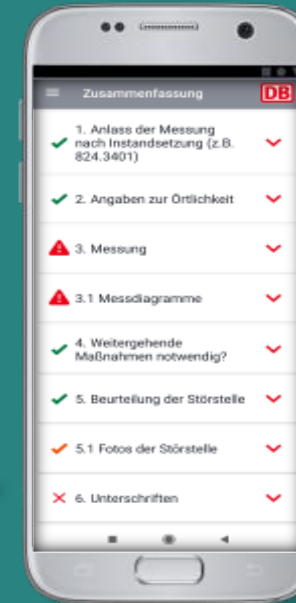 Zusammenfassung
DB
1. Anlass der Messung
nach Instandsetzung (z.B.
824.3401)
2. Angaben zur Örtlichkeit
3. Messung
3.1 Messdiagramme
4. Weitergehende
Maßnahmen notwendig?
5. Beurteilung der Störstelle
5.1 Fotos der Störstelle
6. Unterschriften